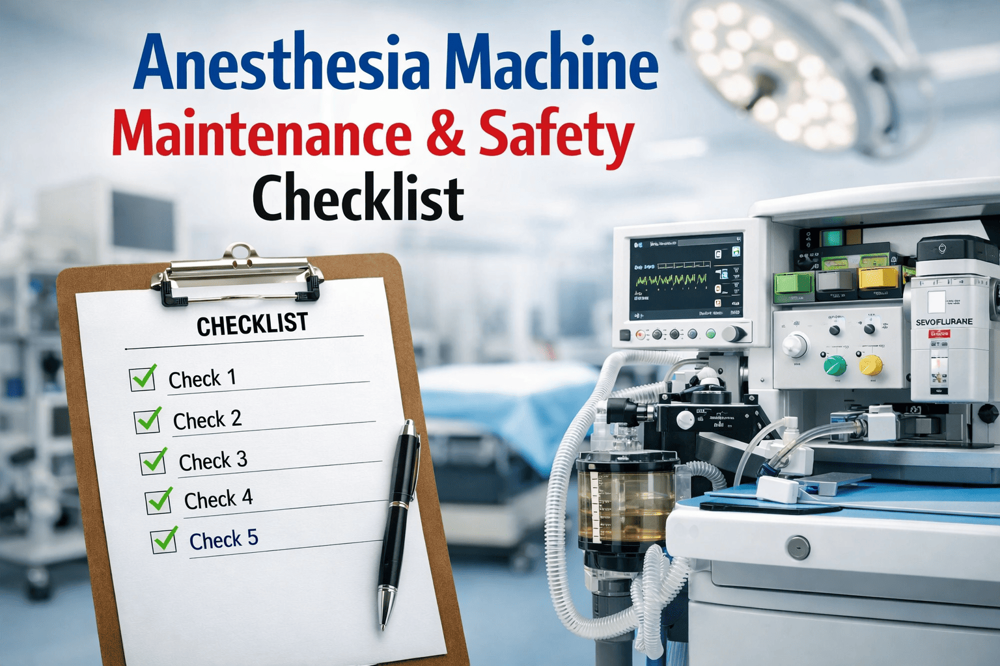 Anesthesia Machine
Maintenance & Safety
Checklist
CHECKLIST
Check 1
Check 2
Check 3
Check 4
Check 5
SEVOFLURANE